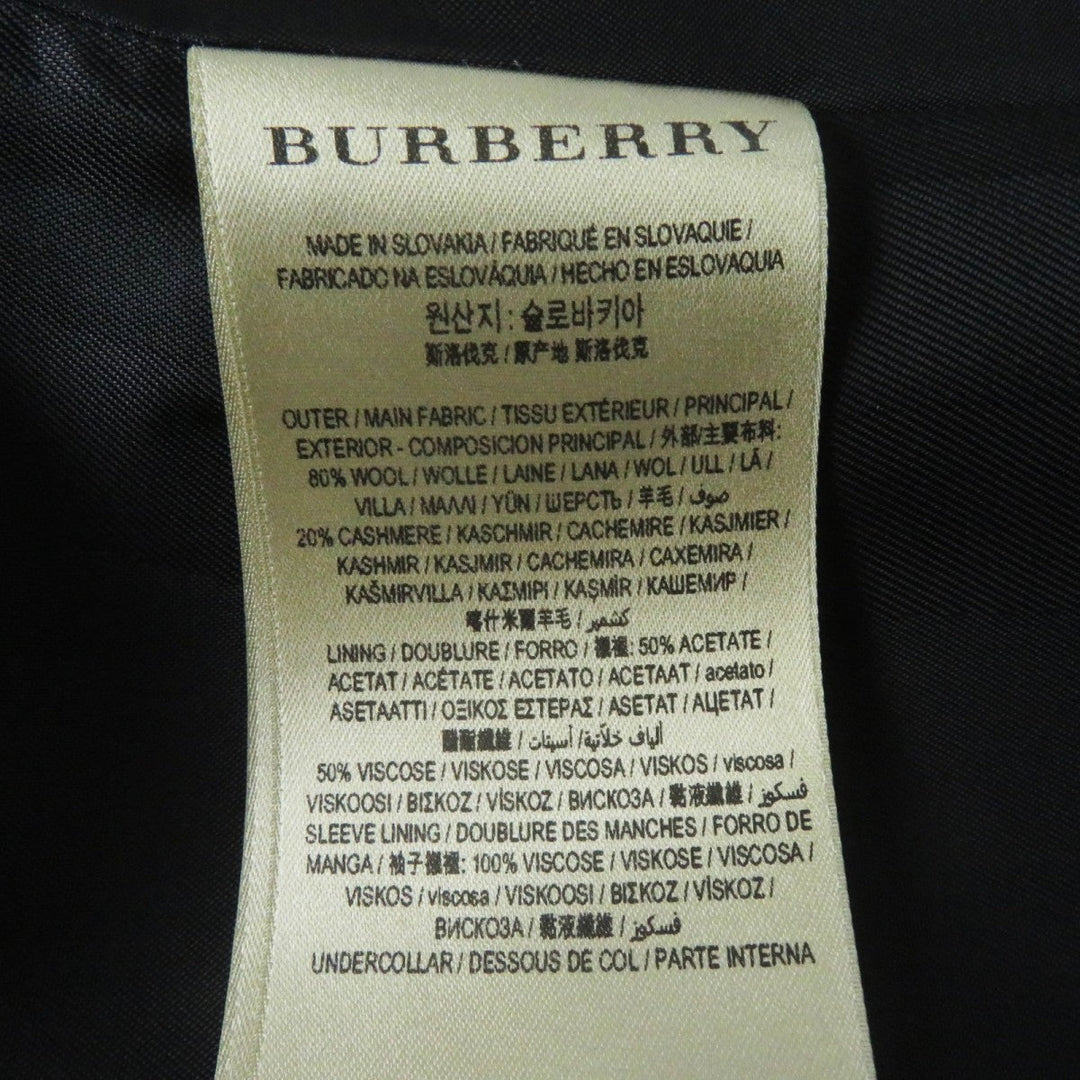 BURBERRY
MADE IN SLOVAKIA / FABRIQUÉ EN SLOVAQUIE /
FABRICADO NA ESLOVÁQUIA / HECHO EN ESLOVAQUIA
원산지 : 슬로바키아
斯洛伐克 / 原产地 斯洛伐克
OUTER / MAIN FABRIC / TISSU EXTÉRIEUR / PRINCIPAL /
EXTERIOR - COMPOSICION PRINCIPAL / 外部/主要布料:
80% WOOL / WOLLE / LAINE / LANA / WOL / ULL / LÃ /
VILLA / ΜΑΛΛΙ / YÜN / ШЕРСТЬ / 羊毛 / صوف /
20% CASHMERE / KASCHMIR / CACHEMIRE / KASJMIER /
KASHMIR / KASJMIR / CACHEMIRA / CAXEMIRA /
KAŠMIRVILLA / ΚΑΣΜΙΡΙ / KAŞMİR / КАШЕМИР /
喀什米爾羊毛 / كشمير /
LINING / DOUBLURE / FORRO / 襯裡: 50% ACETATE /
ACETAT / ACÉTATE / ACETATO / ACETAAT / acetato /
ASETAATTI / ΟΞΙΚΟΣ ΕΣΤΕΡΑΣ / ASETAT / АЦЕТАТ /
醋酯纖維 / ألياف خلاّتية/ أسيتات /
50% VISCOSE / VISKOSE / VISCOSA / VISKOS / viscosa /
VISKOOSI / ΒΙΣΚΟΖ / VİSKOZ / ВИСКОЗА / 黏液纖維 / فسكوز /
SLEEVE LINING / DOUBLURE DES MANCHES / FORRO DE
MANGA / 袖子襯裡: 100% VISCOSE / VISKOSE / VISCOSA /
VISKOS / viscosa / VISKOOSI / ΒΙΣΚΟΖ / VİSKOZ /
ВИСКОЗА / 黏液纖維 / فسكوز /
UNDERCOLLAR / DESSOUS DE COL / PARTE INTERNA